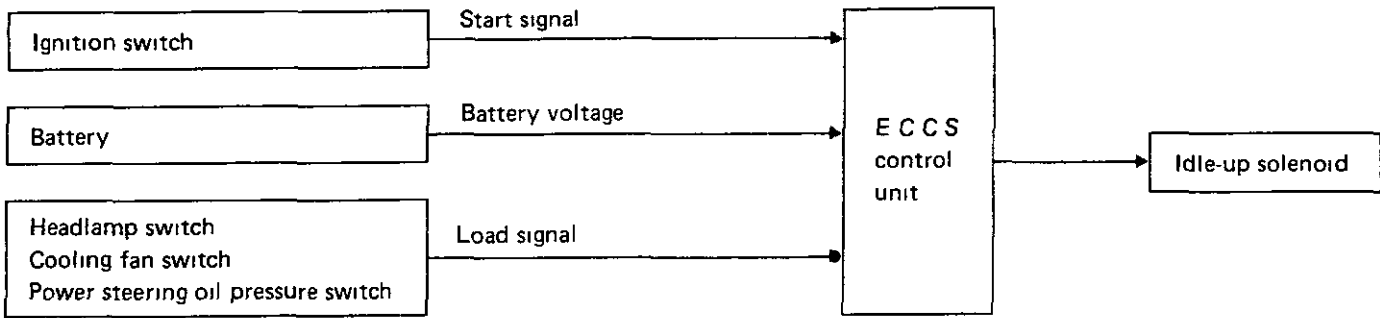 Ignition switch
Start signal
Battery
Battery voltage
Headlamp switch
Cooling fan switch
Power steering oil pressure switch
Load signal
E C C S
control
unit
Idle-up solenoid